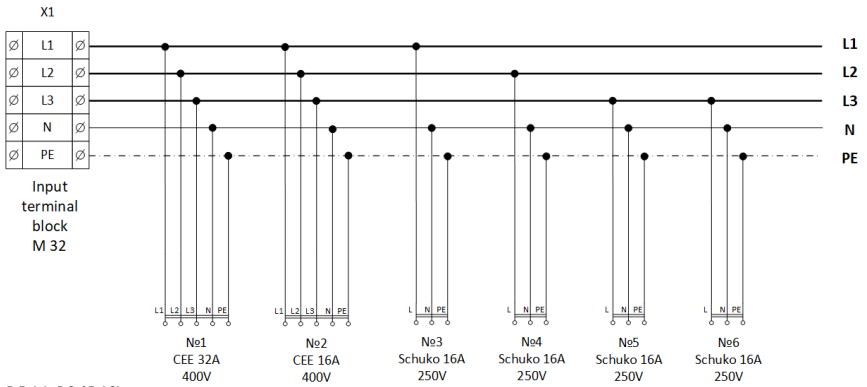 X1
L1
L2
L3
N
PE
L1
L2
L3
N
PE
Input
terminal
block
M 32
L1 L2 L3 N PE
L1 L2 L3 N PE
L N PE
L N PE
L N PE
L N PE
№1
CEE 32A
400V
№2
CEE 16A
400V
№3
Schuko 16A
250V
№4
Schuko 16A
250V
№5
Schuko 16A
250V
№6
Schuko 16A
250V